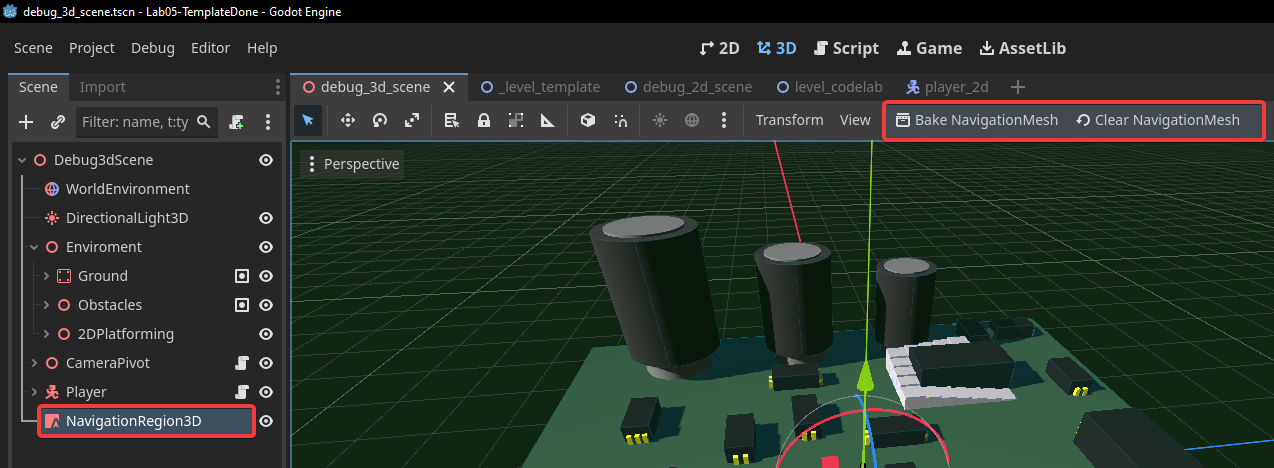 debug_3d_scene.tscn - Lab05-TemplateDone - Godot Engine
Scene Project Debug Editor Help 2D 3D Script Game AssetLib
Scene Import debug_3d_scene _level_template debug_2d_scene level_codelab player_2d
Filter: name, t:ty Transform View Bake NavigationMesh Clear NavigationMesh
Perspective
Debug3dScene
WorldEnvironment
DirectionalLight3D
Enviroment
Ground
Obstacles
2DPlatforming
CameraPivot
Player
NavigationRegion3D